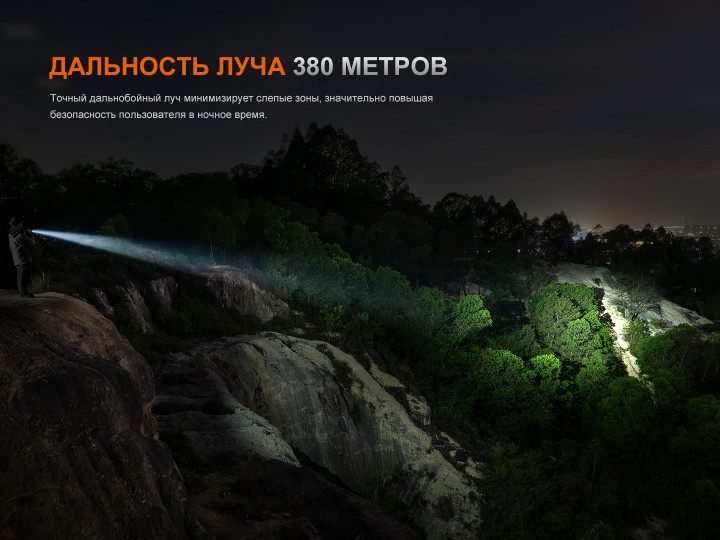 ДАЛЬНОСТЬ ЛУЧА 380 МЕТРОВ
Точный дальнобойный луч минимизирует слепые зоны, значительно повышая
безопасность пользователя в ночное время.